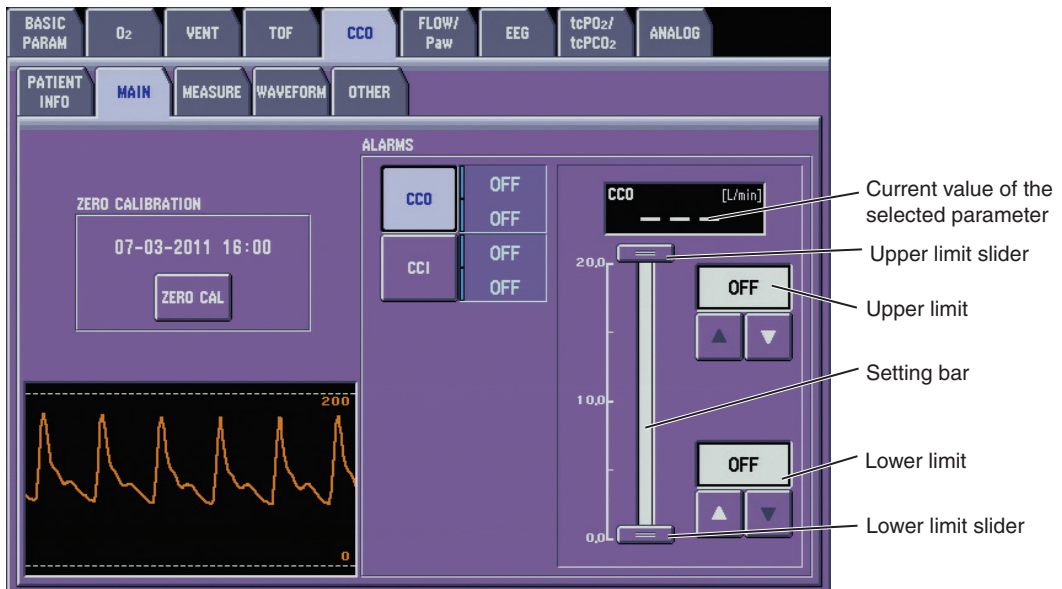 BASIC
PARAM
O2
VENT
TOF
CCO
FLOW/
Paw
EEG
tcPO2/
tcPCO2
ANALOG
PATIENT
INFO
MAIN
MEASURE
WAVEFORM
OTHER
ALARMS
ZERO CALIBRATION
07-03-2011 16:00
ZERO CAL
CCO
OFF
OFF
CCI
OFF
OFF
CCO [L/min]
— — —
20,0
10,0
0,0
OFF
▲ ▼
OFF
▲ ▼
200
0
Current value of the
selected parameter
Upper limit slider
Upper limit
Setting bar
Lower limit
Lower limit slider